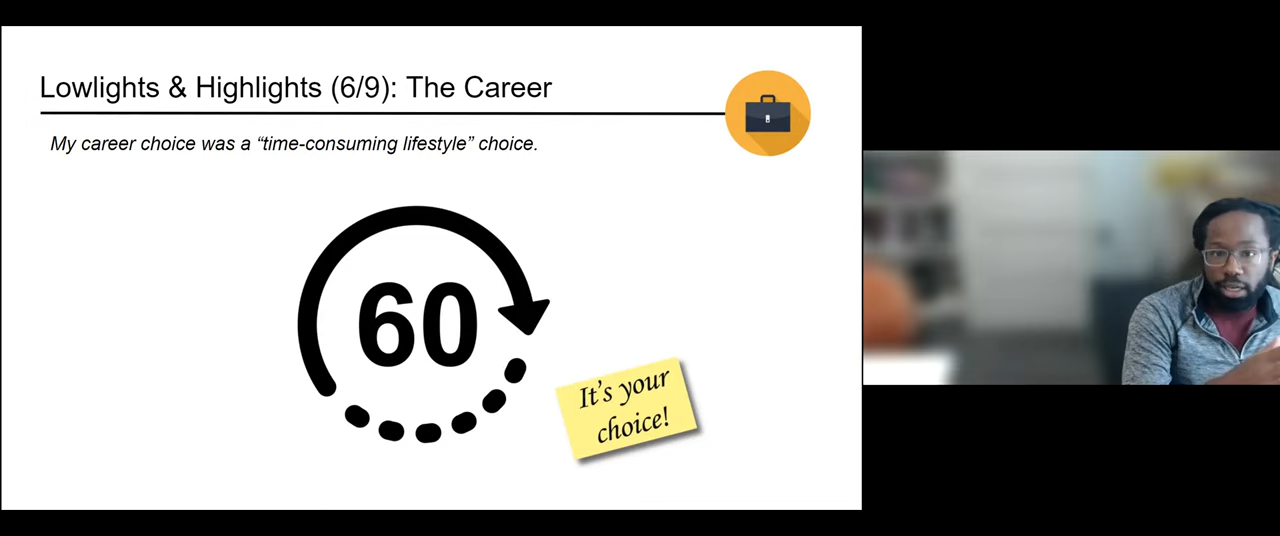 Lowlights & Highlights (6/9): The Career
My career choice was a “time-consuming lifestyle” choice.
60
It's your
choice!